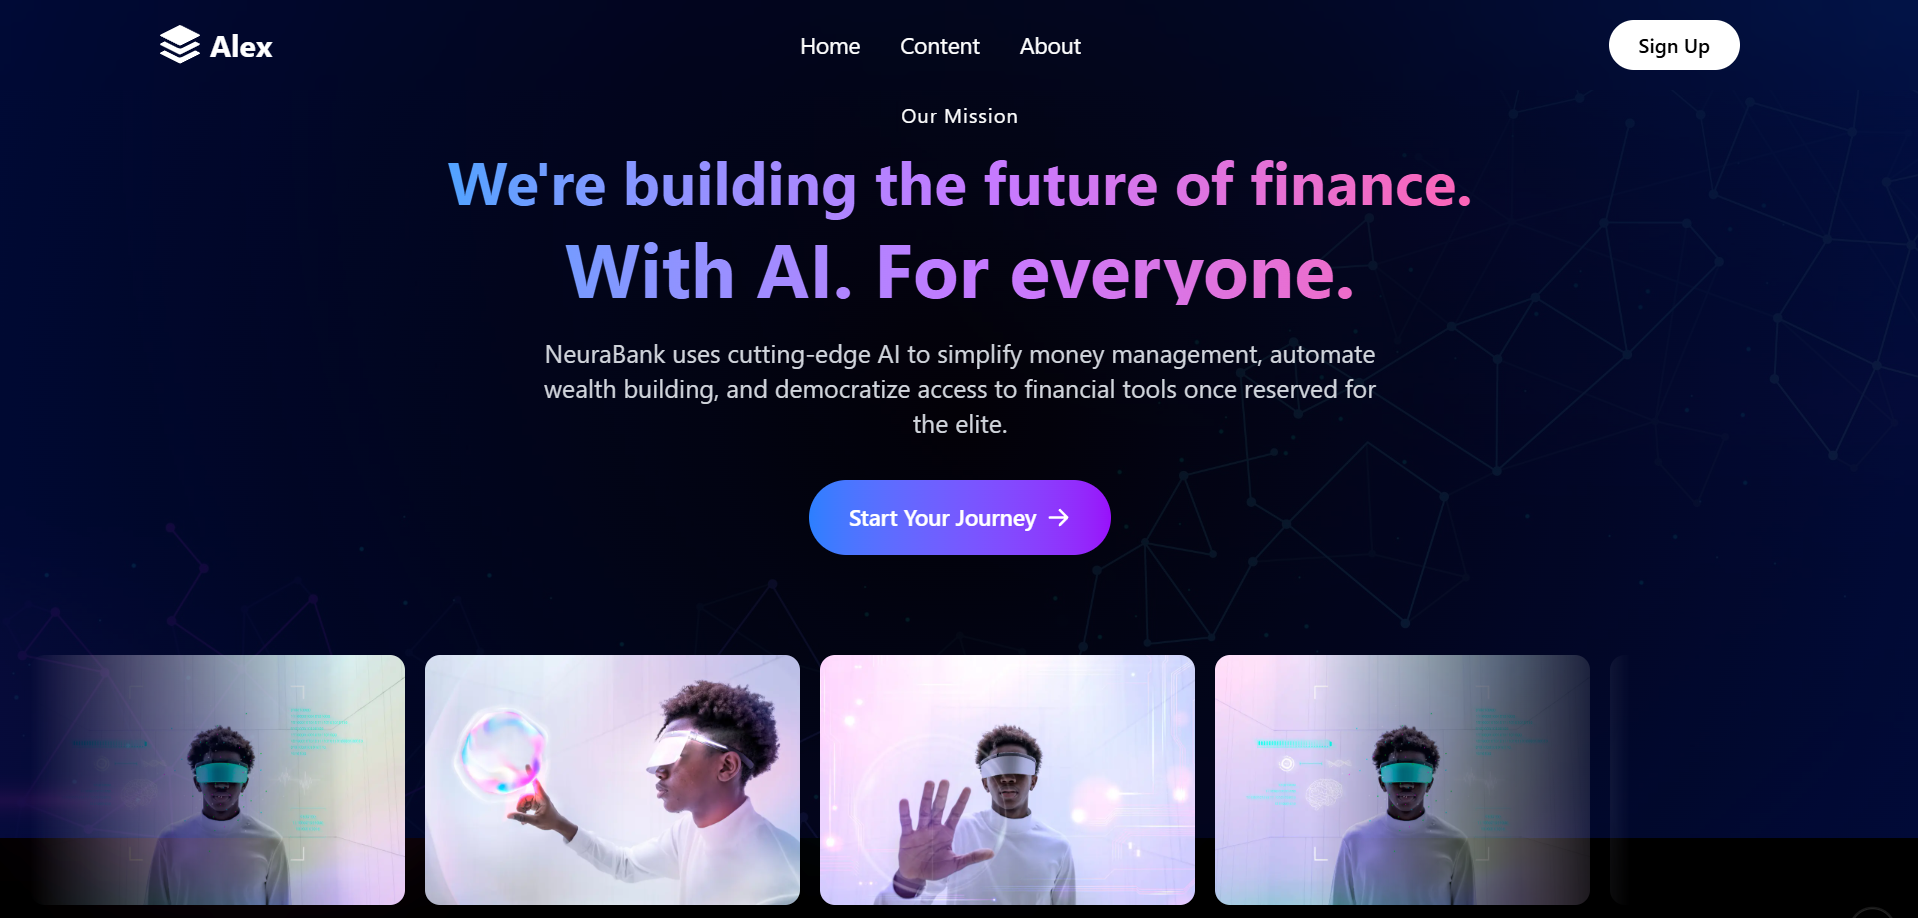 Alex
Home
Content
About
Sign Up
Our Mission
We're building the future of finance.
With AI. For everyone.
NeuraBank uses cutting-edge AI to simplify money management, automate
wealth building, and democratize access to financial tools once reserved for
the elite.
Start Your Journey